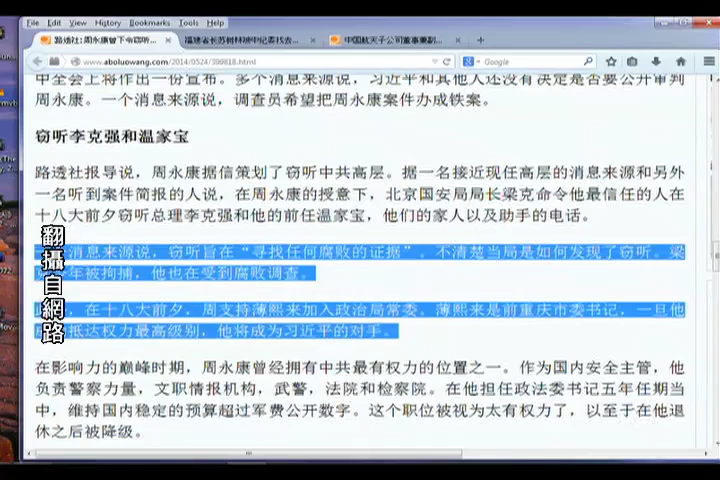 File Edit View History Bookmarks Tools Help
路透社:周永康曾下令窃听...
福建省长苏树林被中纪委找去...
中国航天子公司董事兼副...
www.aboluowang.com/2014/0524/399818.html
Google
中全会上将作出一份宣布。多个消息来源说，习近平和其他人还没有决定是否要公开审判
周永康。一个消息来源说，调查员希望把周永康案件办成铁案。
窃听李克强和温家宝
路透社报导说，周永康据信策划了窃听中共高层。据一名接近现任高层的消息来源和另外
一名听到案件简报的人说，在周永康的授意下，北京国安局局长梁克命令他最信任的人在
十八大前夕窃听总理李克强和他的前任温家宝，他们的家人以及助手的电话。
消息来源说，窃听旨在“寻找任何腐败的证据”。不清楚当局是如何发现了窃听。梁
年被拘捕，他也在受到腐败调查。
，在十八大前夕，周支持薄熙来加入政治局常委。薄熙来是前重庆市委书记，一旦他
抵达权力最高级别，他将成为习近平的对手。
在影响力的巅峰时期，周永康曾经拥有中共最有权力的位置之一。作为国内安全主管，他
负责警察力量，文职情报机构，武警，法院和检察院。在他担任政法委书记五年任期当
中，维持国内稳定的预算超过军费公开数字。这个职位被视为太有权力了，以至于在他退
休之后被降级。
翻攝自網路